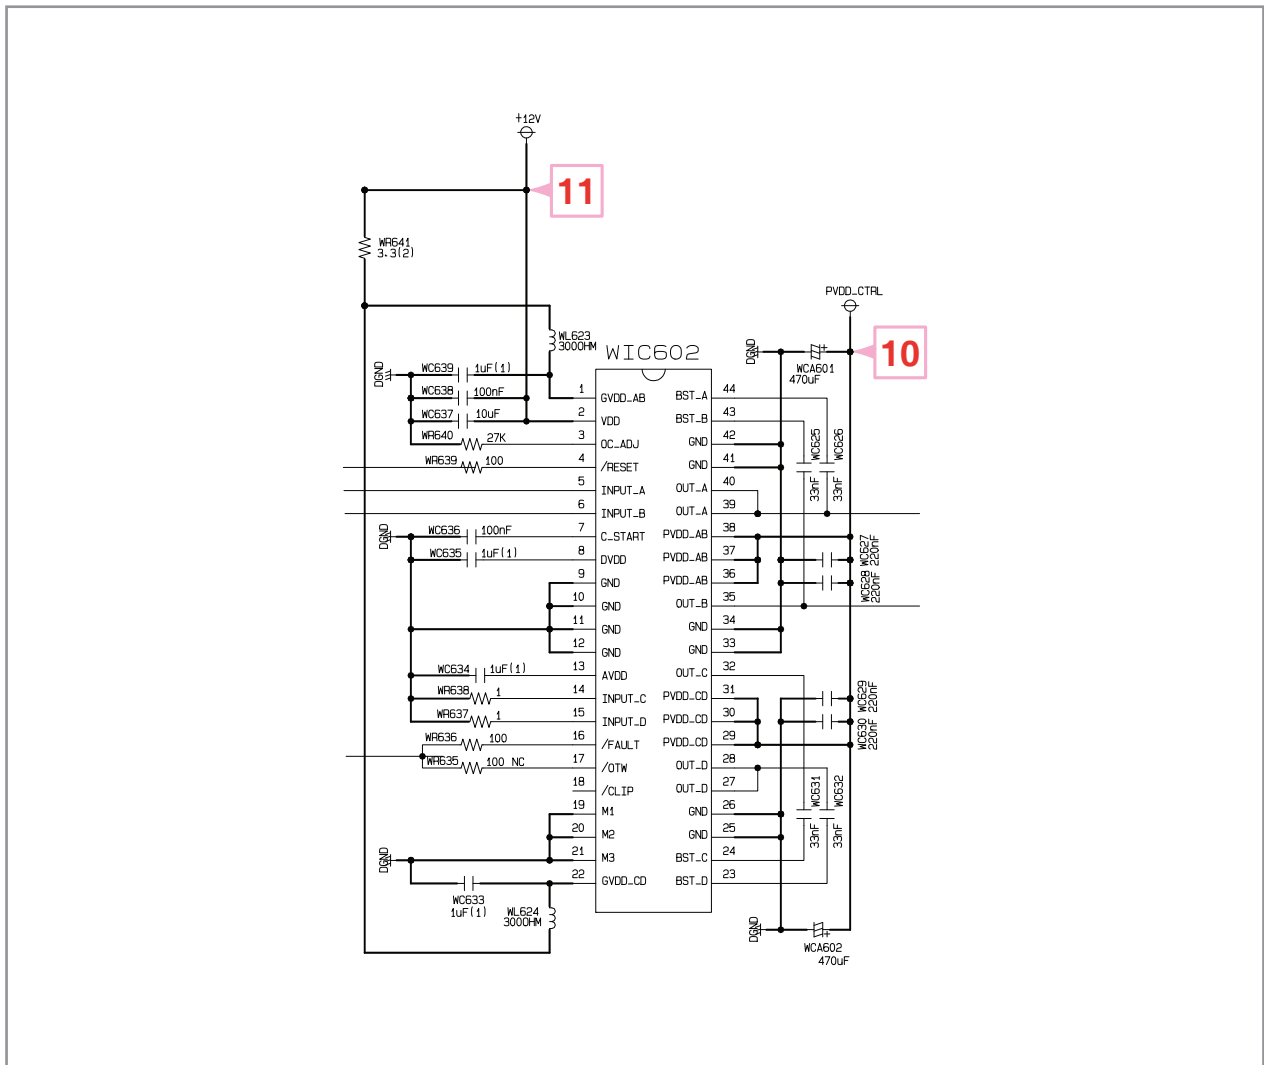 +12V
11
WR641
3.3(2)
PVDD_CTRL
WL623
300OHM
WIC602
DGND
10
WCA601
470uF
DGND
WC639 1uF(1)
WC638 100nF
WC637 10uF
WR640 27K
WR639 100
1 GVDD_AB
2 VDD
3 OC_ADJ
4 /RESET
5 INPUT_A
6 INPUT_B
7 C_START
8 DVDD
9 GND
10 GND
11 GND
12 GND
13 AVDD
14 INPUT_C
15 INPUT_D
16 /FAULT
17 /OTW
18 /CLIP
19 M1
20 M2
21 M3
22 GVDD_CD
BST_A 44
BST_B 43
GND 42
GND 41
OUT_A 40
OUT_A 39
PVDD_AB 38
PVDD_AB 37
PVDD_AB 36
OUT_B 35
GND 34
GND 33
OUT_C 32
PVDD_CD 31
PVDD_CD 30
PVDD_CD 29
OUT_D 28
OUT_D 27
GND 26
GND 25
BST_C 24
BST_D 23
WC625
33nF
WC626
33nF
WC627
220nF
WC628
220nF
DGND
WC636 100nF
WC635 1uF(1)
WC634 1uF(1)
WR638 1
WR637 1
WR636 100
WR635 100 NC
WC629
220nF
WC630
220nF
WC631
33nF
WC632
33nF
DGND
WC633
1uF(1)
WL624
300OHM
DGND
WCA602
470uF